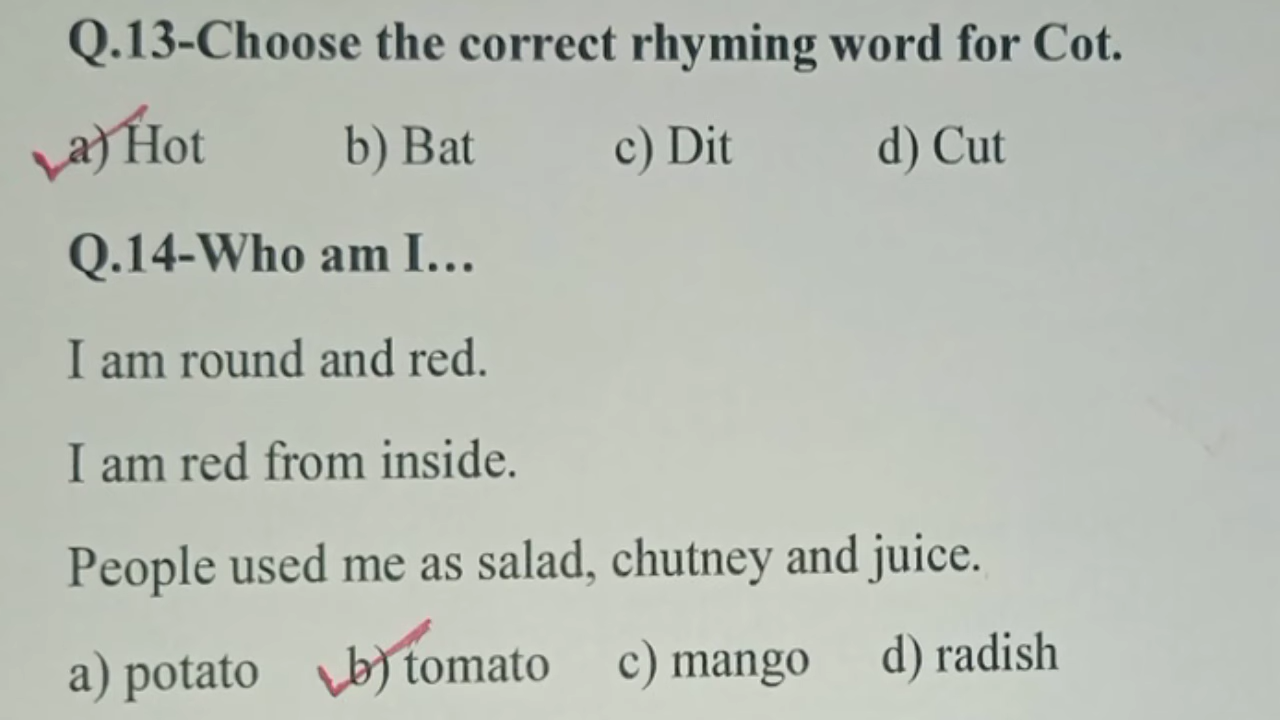 Q.13-Choose the correct rhyming word for Cot.
a) Hot b) Bat c) Dit d) Cut
Q.14-Who am I...
I am round and red.
I am red from inside.
People used me as salad, chutney and juice.
a) potato b) tomato c) mango d) radish